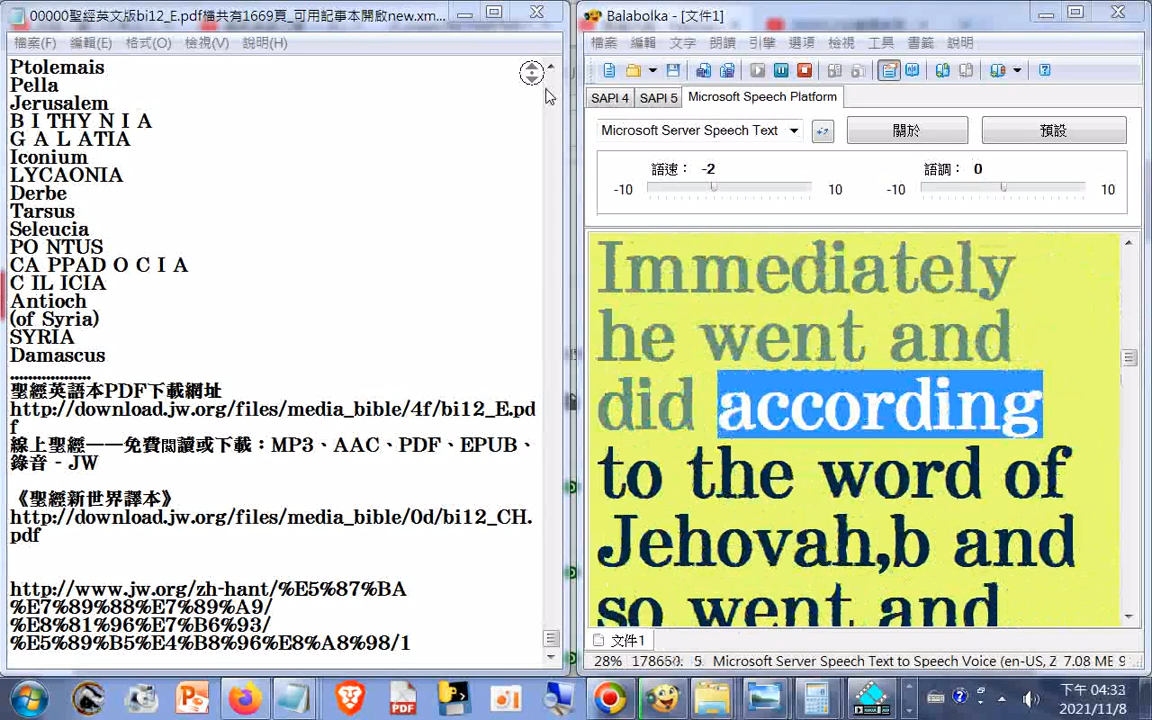 00000聖經英文版bi12_E.pdf檔共有1669頁_可用記事本開啟new.xm...
檔案(F) 編輯(E) 格式(O) 檢視(V) 說明(H)
Ptolemais
Pella
Jerusalem
B I THY N I A
G A L ATIA
Iconium
LYCAONIA
Derbe
Tarsus
Seleucia
PO NTUS
CA PPAD O C I A
C IL ICIA
Antioch
(of Syria)
SYRIA
Damascus
..................
聖經英語本PDF下載網址
http://download.jw.org/files/media_bible/4f/bi12_E.pd
f
線上聖經——免費閱讀或下載：MP3、AAC、PDF、EPUB、
錄音 - JW
《聖經新世界譯本》
http://download.jw.org/files/media_bible/0d/bi12_CH.
pdf
http://www.jw.org/zh-hant/%E5%87%BA
%E7%89%88%E7%89%A9/
%E8%81%96%E7%B6%93/
%E5%89%B5%E4%B8%96%E8%A8%98/1
Balabolka - [文件1]
檔案 編輯 文字 朗讀 引擎 選項 檢視 工具 書籤 說明
SAPI 4 SAPI 5 Microsoft Speech Platform
Microsoft Server Speech Text 關於 預設
語速： -2 語調： 0
-10 10 -10 10
Immediately
he went and
did according
to the word of
Jehovah,b and
so went and
文件1
28% 178650. 5 Microsoft Server Speech Text to Speech Voice (en-US, Z 7.08 MB 9
PDF
下午 04:33
2021/11/8